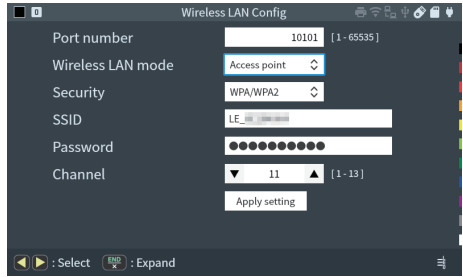 0 Wireless LAN Config
Port number 10101 [1-65535]
Wireless LAN mode Access point
Security WPA/WPA2
SSID LE_
Password ●●●●●●●●●●
Channel ▼ 11 ▲ [1-13]
Apply setting
: Select END × : Expand